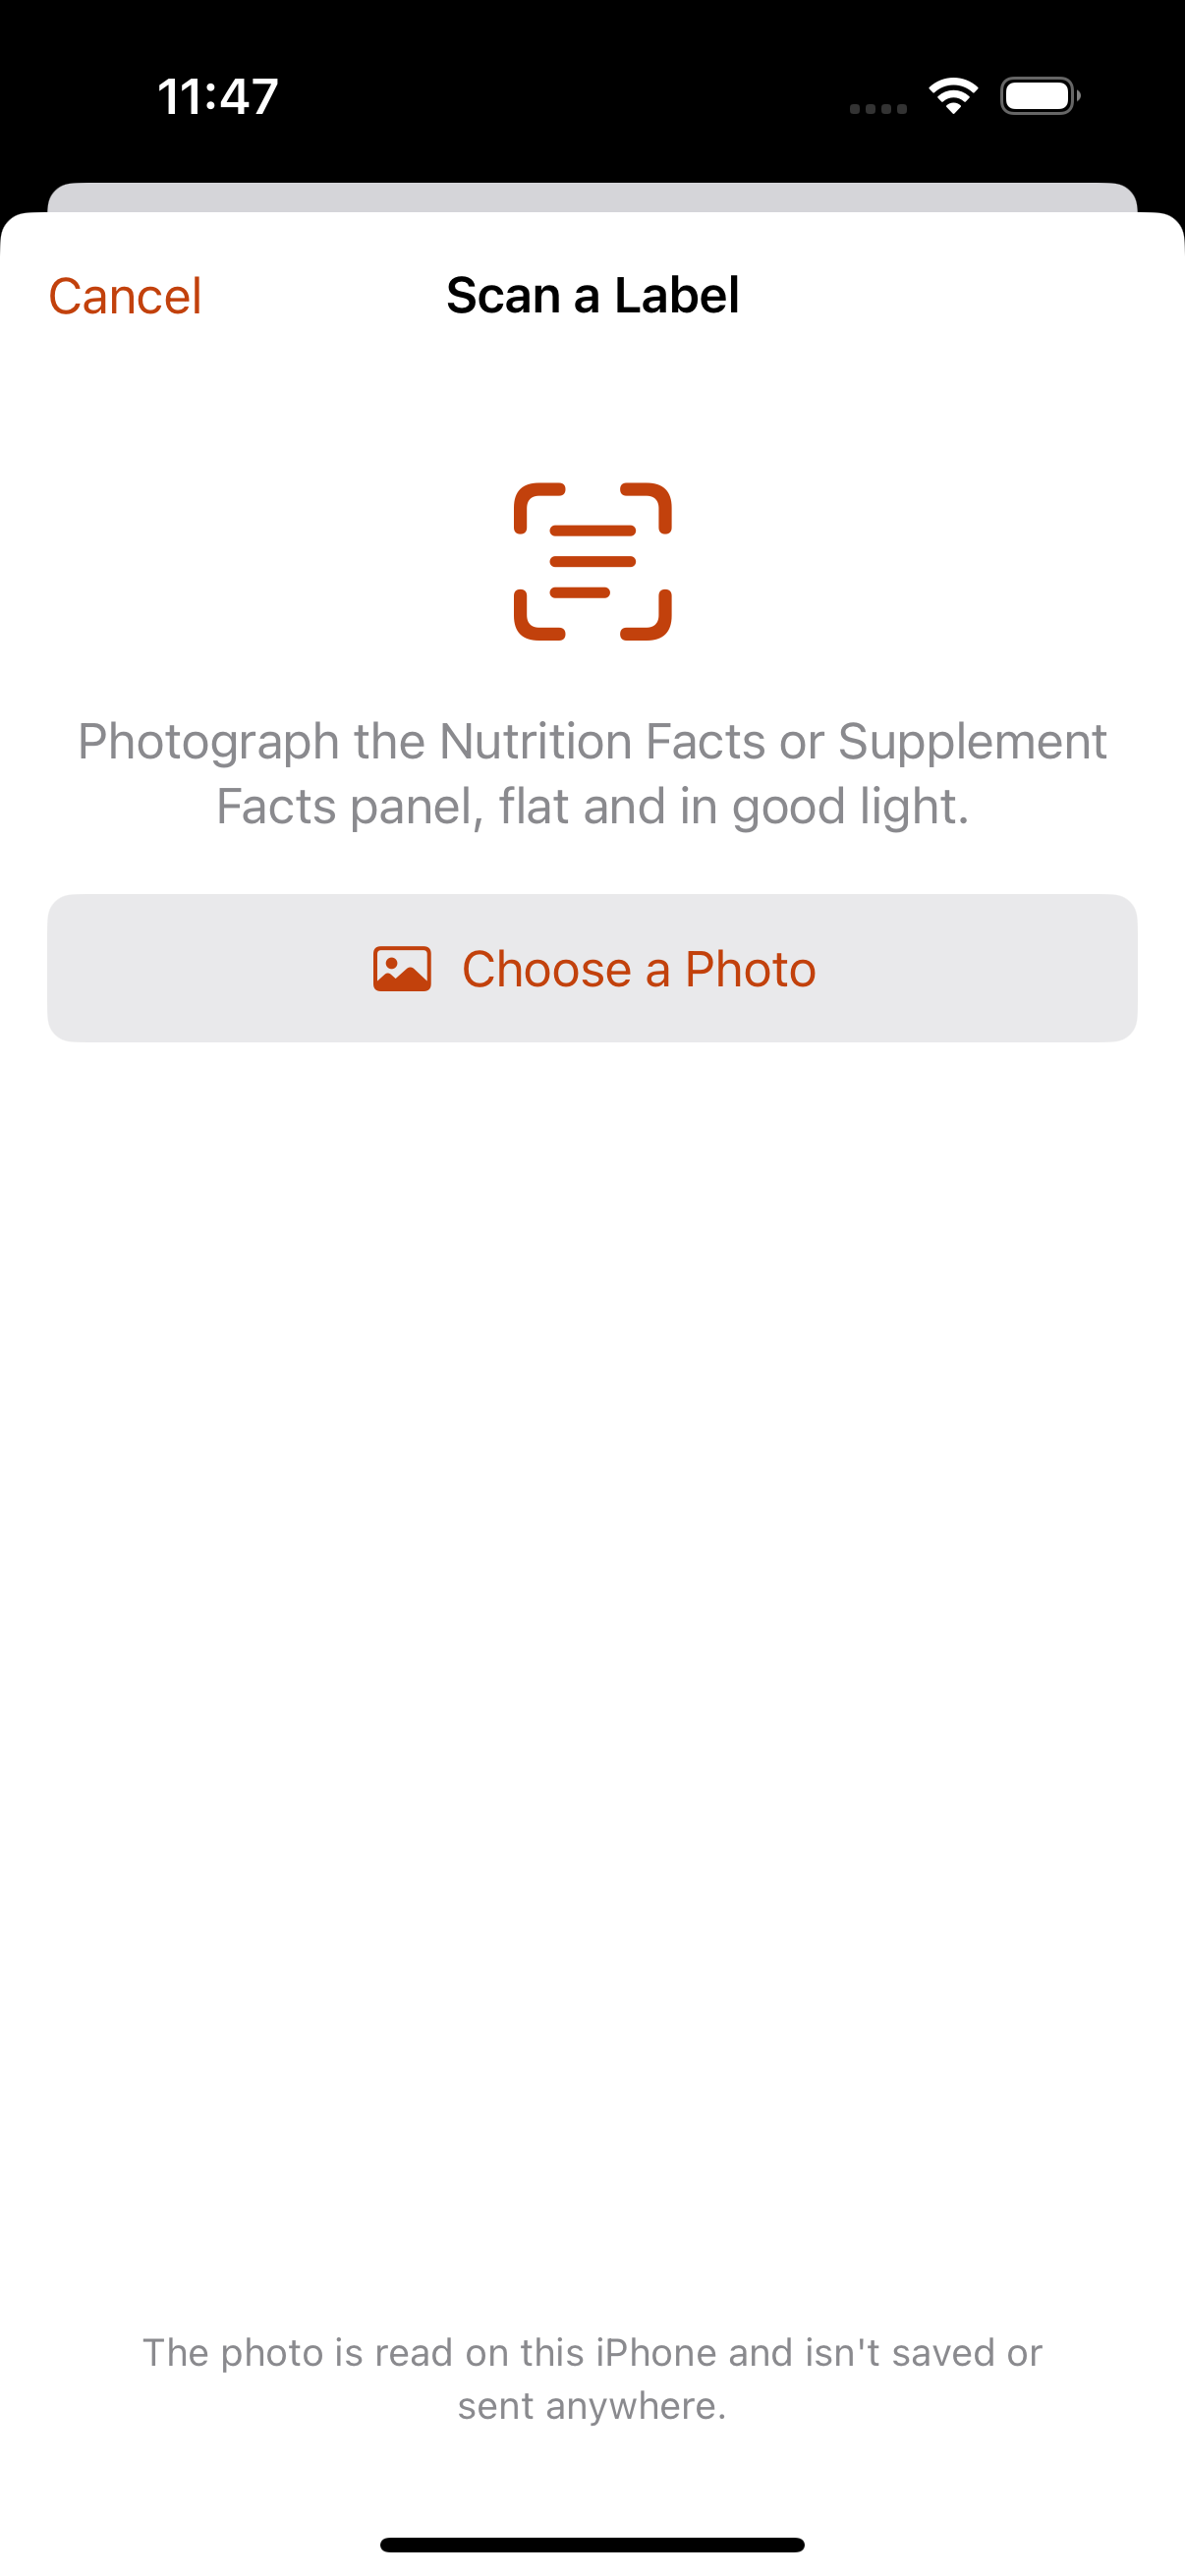 11:47
Cancel
Scan a Label
Photograph the Nutrition Facts or Supplement
Facts panel, flat and in good light.
Choose a Photo
The photo is read on this iPhone and isn't saved or
sent anywhere.